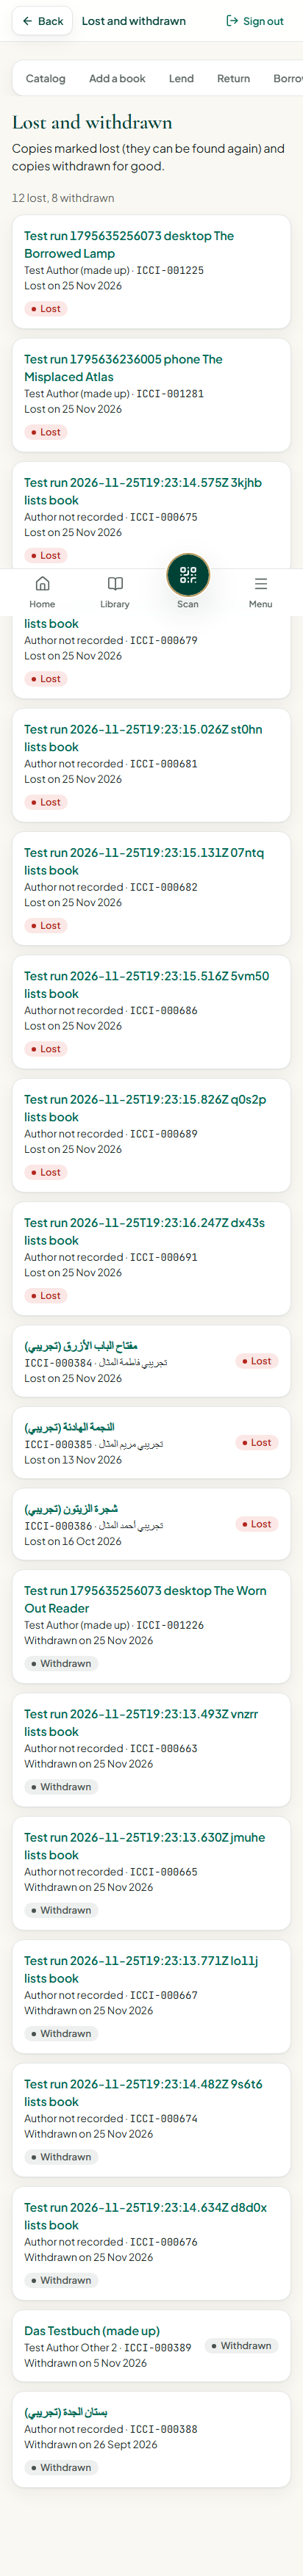 Back
Lost and withdrawn
Sign out
Catalog
Add a book
Lend
Return
Borrow
Lost and withdrawn
Copies marked lost (they can be found again) and
copies withdrawn for good.
12 lost, 8 withdrawn
Test run 1795635256073 desktop The
Borrowed Lamp
Test Author (made up) · ICCI-001225
Lost on 25 Nov 2026
Lost
Test run 1795636236005 phone The
Misplaced Atlas
Test Author (made up) · ICCI-001281
Lost on 25 Nov 2026
Lost
Test run 2026-11-25T19:23:14.575Z 3kjhb
lists book
Author not recorded · ICCI-000675
Lost on 25 Nov 2026
Lost
Home
Library
Scan
Menu
lists book
Author not recorded · ICCI-000679
Lost on 25 Nov 2026
Lost
Test run 2026-11-25T19:23:15.026Z st0hn
lists book
Author not recorded · ICCI-000681
Lost on 25 Nov 2026
Lost
Test run 2026-11-25T19:23:15.131Z 07ntq
lists book
Author not recorded · ICCI-000682
Lost on 25 Nov 2026
Lost
Test run 2026-11-25T19:23:15.516Z 5vm50
lists book
Author not recorded · ICCI-000686
Lost on 25 Nov 2026
Lost
Test run 2026-11-25T19:23:15.826Z q0s2p
lists book
Author not recorded · ICCI-000689
Lost on 25 Nov 2026
Lost
Test run 2026-11-25T19:23:16.247Z dx43s
lists book
Author not recorded · ICCI-000691
Lost on 25 Nov 2026
Lost
مفتاح الباب الأزرق (تجريبي)
تجريبي فاطمة المثال · ICCI-000384
Lost on 25 Nov 2026
Lost
النجمة الهادئة (تجريبي)
تجريبي مريم المثال · ICCI-000385
Lost on 13 Nov 2026
Lost
شجرة الزيتون (تجريبي)
تجريبي أحمد المثال · ICCI-000386
Lost on 16 Oct 2026
Lost
Test run 1795635256073 desktop The Worn
Out Reader
Test Author (made up) · ICCI-001226
Withdrawn on 25 Nov 2026
Withdrawn
Test run 2026-11-25T19:23:13.493Z vnzrr
lists book
Author not recorded · ICCI-000663
Withdrawn on 25 Nov 2026
Withdrawn
Test run 2026-11-25T19:23:13.630Z jmuhe
lists book
Author not recorded · ICCI-000665
Withdrawn on 25 Nov 2026
Withdrawn
Test run 2026-11-25T19:23:13.771Z lo11j
lists book
Author not recorded · ICCI-000667
Withdrawn on 25 Nov 2026
Withdrawn
Test run 2026-11-25T19:23:14.482Z 9s6t6
lists book
Author not recorded · ICCI-000674
Withdrawn on 25 Nov 2026
Withdrawn
Test run 2026-11-25T19:23:14.634Z d8d0x
lists book
Author not recorded · ICCI-000676
Withdrawn on 25 Nov 2026
Withdrawn
Das Testbuch (made up)
Test Author Other 2 · ICCI-000389
Withdrawn on 5 Nov 2026
Withdrawn
بستان الجدة (تجريبي)
Author not recorded · ICCI-000388
Withdrawn on 26 Sept 2026
Withdrawn